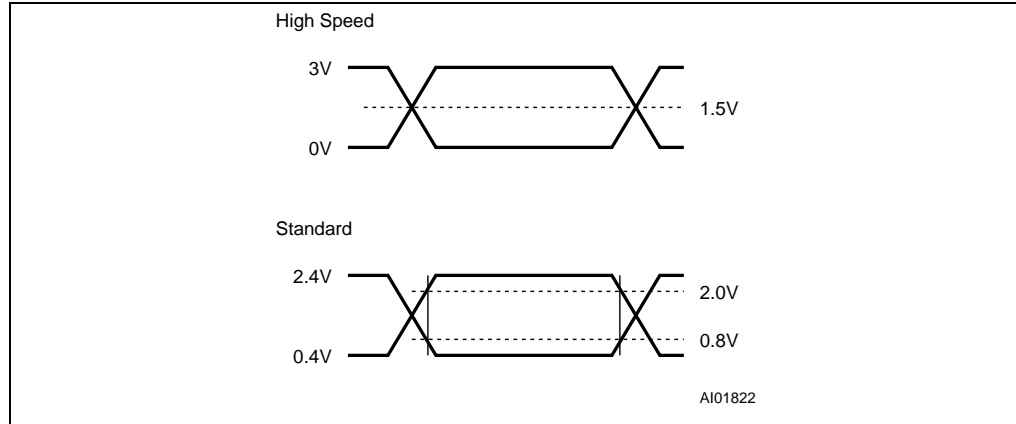 High Speed
3V
1.5V
0V
Standard
2.4V
2.0V
0.8V
0.4V
AI01822